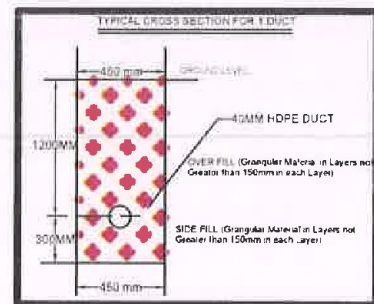 TYPICAL CROSS SECTION FOR 1 DUCT
450 mm
GROUND LEVEL
40MM HDPE DUCT
1200MM
OVER FILL (Grangular Material in Layers not
Greater than 150mm in each Layer)
SIDE FILL (Grangular Material in Layers not
Greater than 150mm in each Layer)
300MM
450 mm